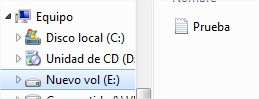 Equipo
Disco local (C:)
Unidad de CD (D:
Nuevo vol (E:)
Prueba